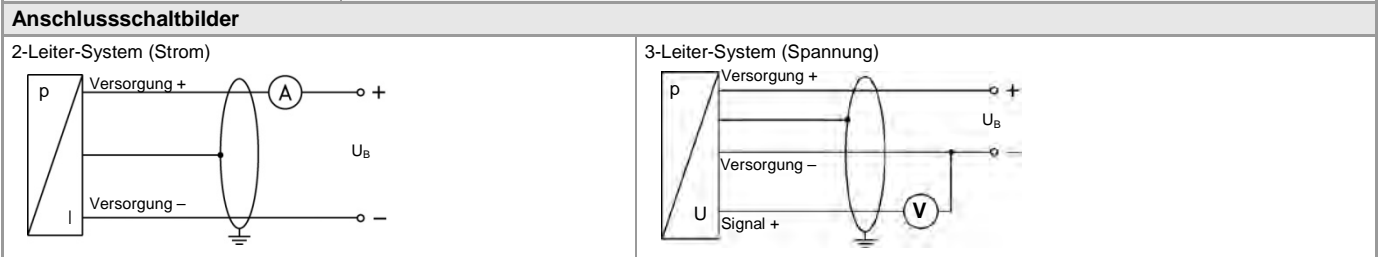 Anschlussschaltbilder
2-Leiter-System (Strom)
p
Versorgung +
A
+
U_B
Versorgung –
I
–
3-Leiter-System (Spannung)
p
Versorgung +
+
U_B
Versorgung –
–
U
V
Signal +